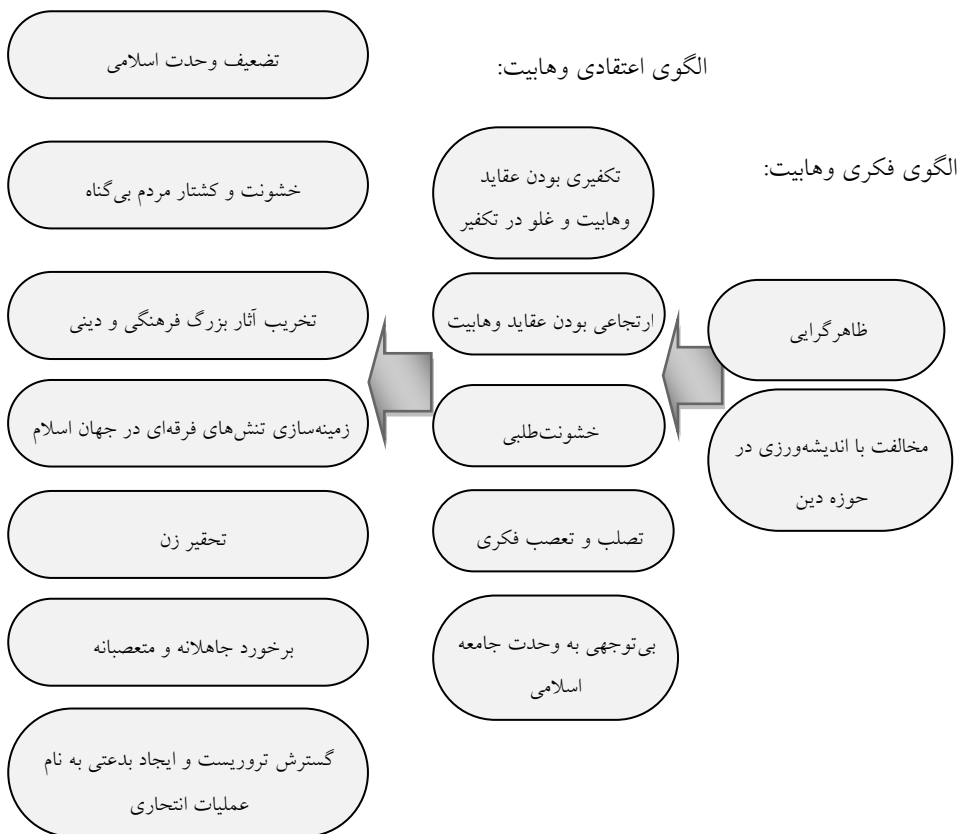 الگوی فکری وهابیت:
ظاهرگرایی
مخالفت با اندیشه‌ورزی در
حوزه دین
الگوی اعتقادی وهابیت:
تکفیری بودن عقاید
وهابیت و غلو در تکفیر
ارتجاعی بودن عقاید وهابیت
خشونت‌طلبی
تصلب و تعصب فکری
بی‌توجهی به وحدت جامعه
اسلامی
تضعیف وحدت اسلامی
خشونت و کشتار مردم بی‌گناه
تخریب آثار بزرگ فرهنگی و دینی
زمینه‌سازی تنش‌های فرقه‌ای در جهان اسلام
تحقیر زن
برخورد جاهلانه و متعصبانه
گسترش تروریست و ایجاد بدعتی به نام
عملیات انتحاری